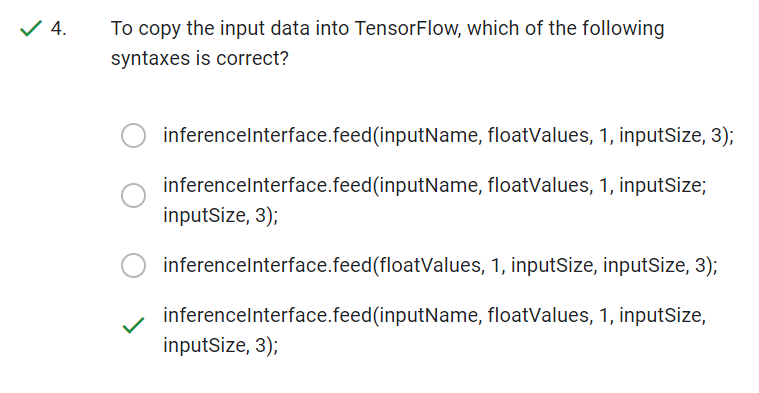 4. To copy the input data into TensorFlow, which of the following
syntaxes is correct?
inferenceInterface.feed(inputName, floatValues, 1, inputSize, 3);
inferenceInterface.feed(inputName, floatValues, 1, inputSize;
inputSize, 3);
inferenceInterface.feed(floatValues, 1, inputSize, inputSize, 3);
inferenceInterface.feed(inputName, floatValues, 1, inputSize,
inputSize, 3);